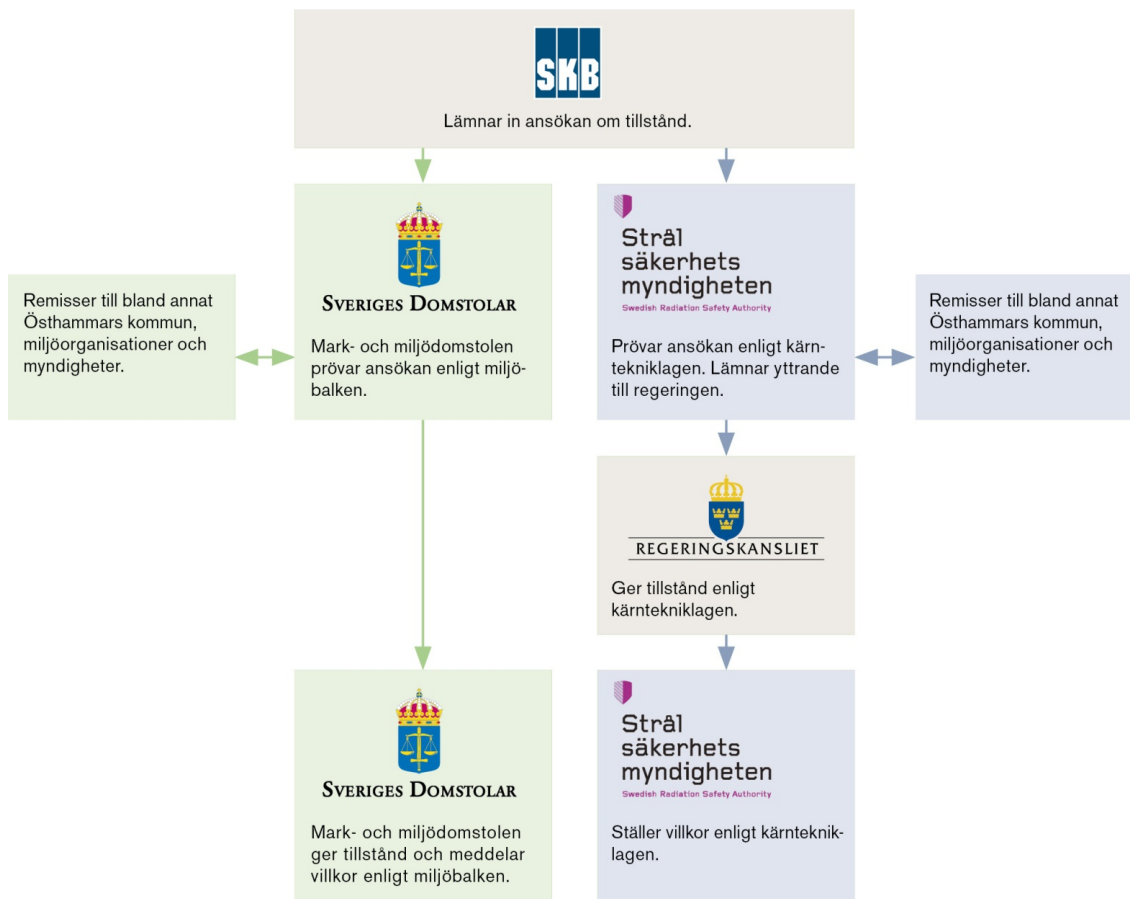 SKB
Lämnar in ansökan om tillstånd.
SVERIGES DOMSTOLAR
Mark- och miljödomstolen
prövar ansökan enligt miljö-
balken.
Strål
säkerhets
myndigheten
Swedish Radiation Safety Authority
Prövar ansökan enligt kärn-
tekniklagen. Lämnar yttrande
till regeringen.
Remisser till bland annat
Östhammars kommun,
miljöorganisationer och
myndigheter.
Remisser till bland annat
Östhammars kommun,
miljöorganisationer och
myndigheter.
REGERINGSKANSLIET
Ger tillstånd enligt
kärntekniklagen.
SVERIGES DOMSTOLAR
Mark- och miljödomstolen
ger tillstånd och meddelar
villkor enligt miljöbalken.
Strål
säkerhets
myndigheten
Swedish Radiation Safety Authority
Ställer villkor enligt kärnteknik-
lagen.